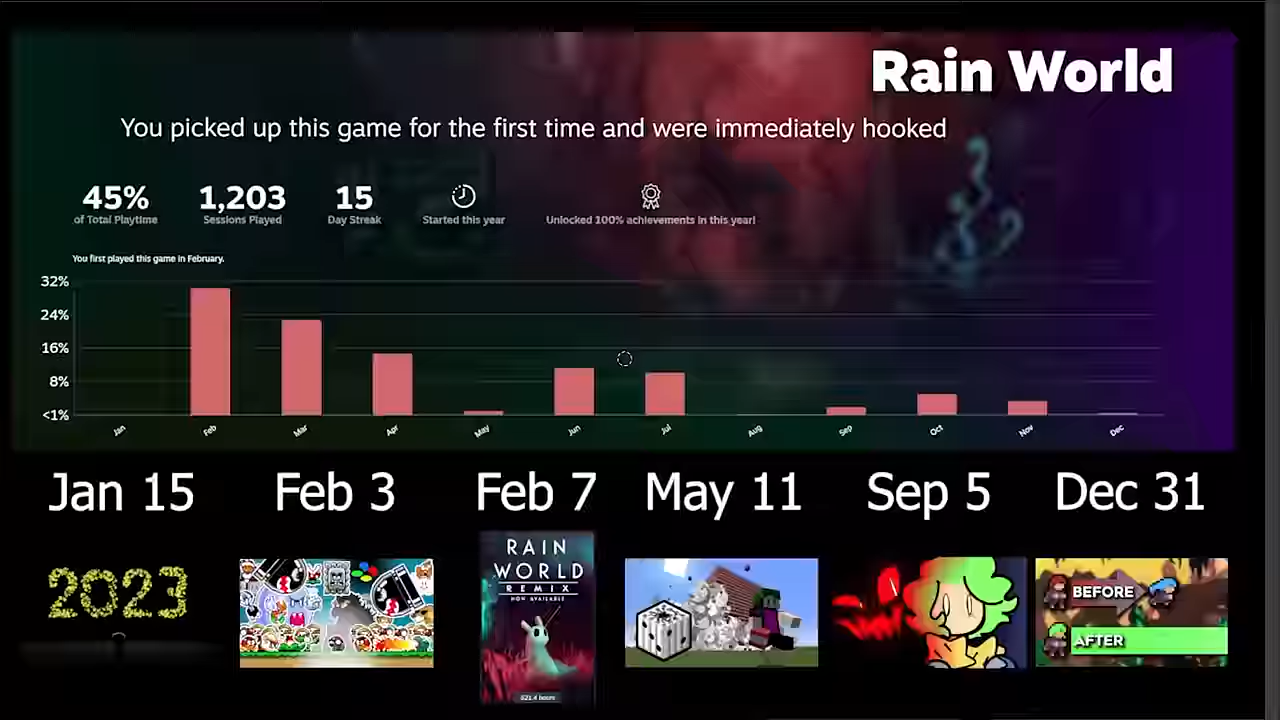 Rain World
You picked up this game for the first time and were immediately hooked
45%
of Total Playtime
1,203
Sessions Played
15
Day Streak
Started this year
Unlocked 100% achievements in this year!
You first played this game in February.
32%
24%
16%
8%
<1%
Jan Feb Mar Apr May Jun Jul Aug Sep Oct Nov Dec
Jan 15 Feb 3 Feb 7 May 11 Sep 5 Dec 31
2023
RAIN
WORLD
REMIX
NOW AVAILABLE
521.4 hours
BEFORE
AFTER